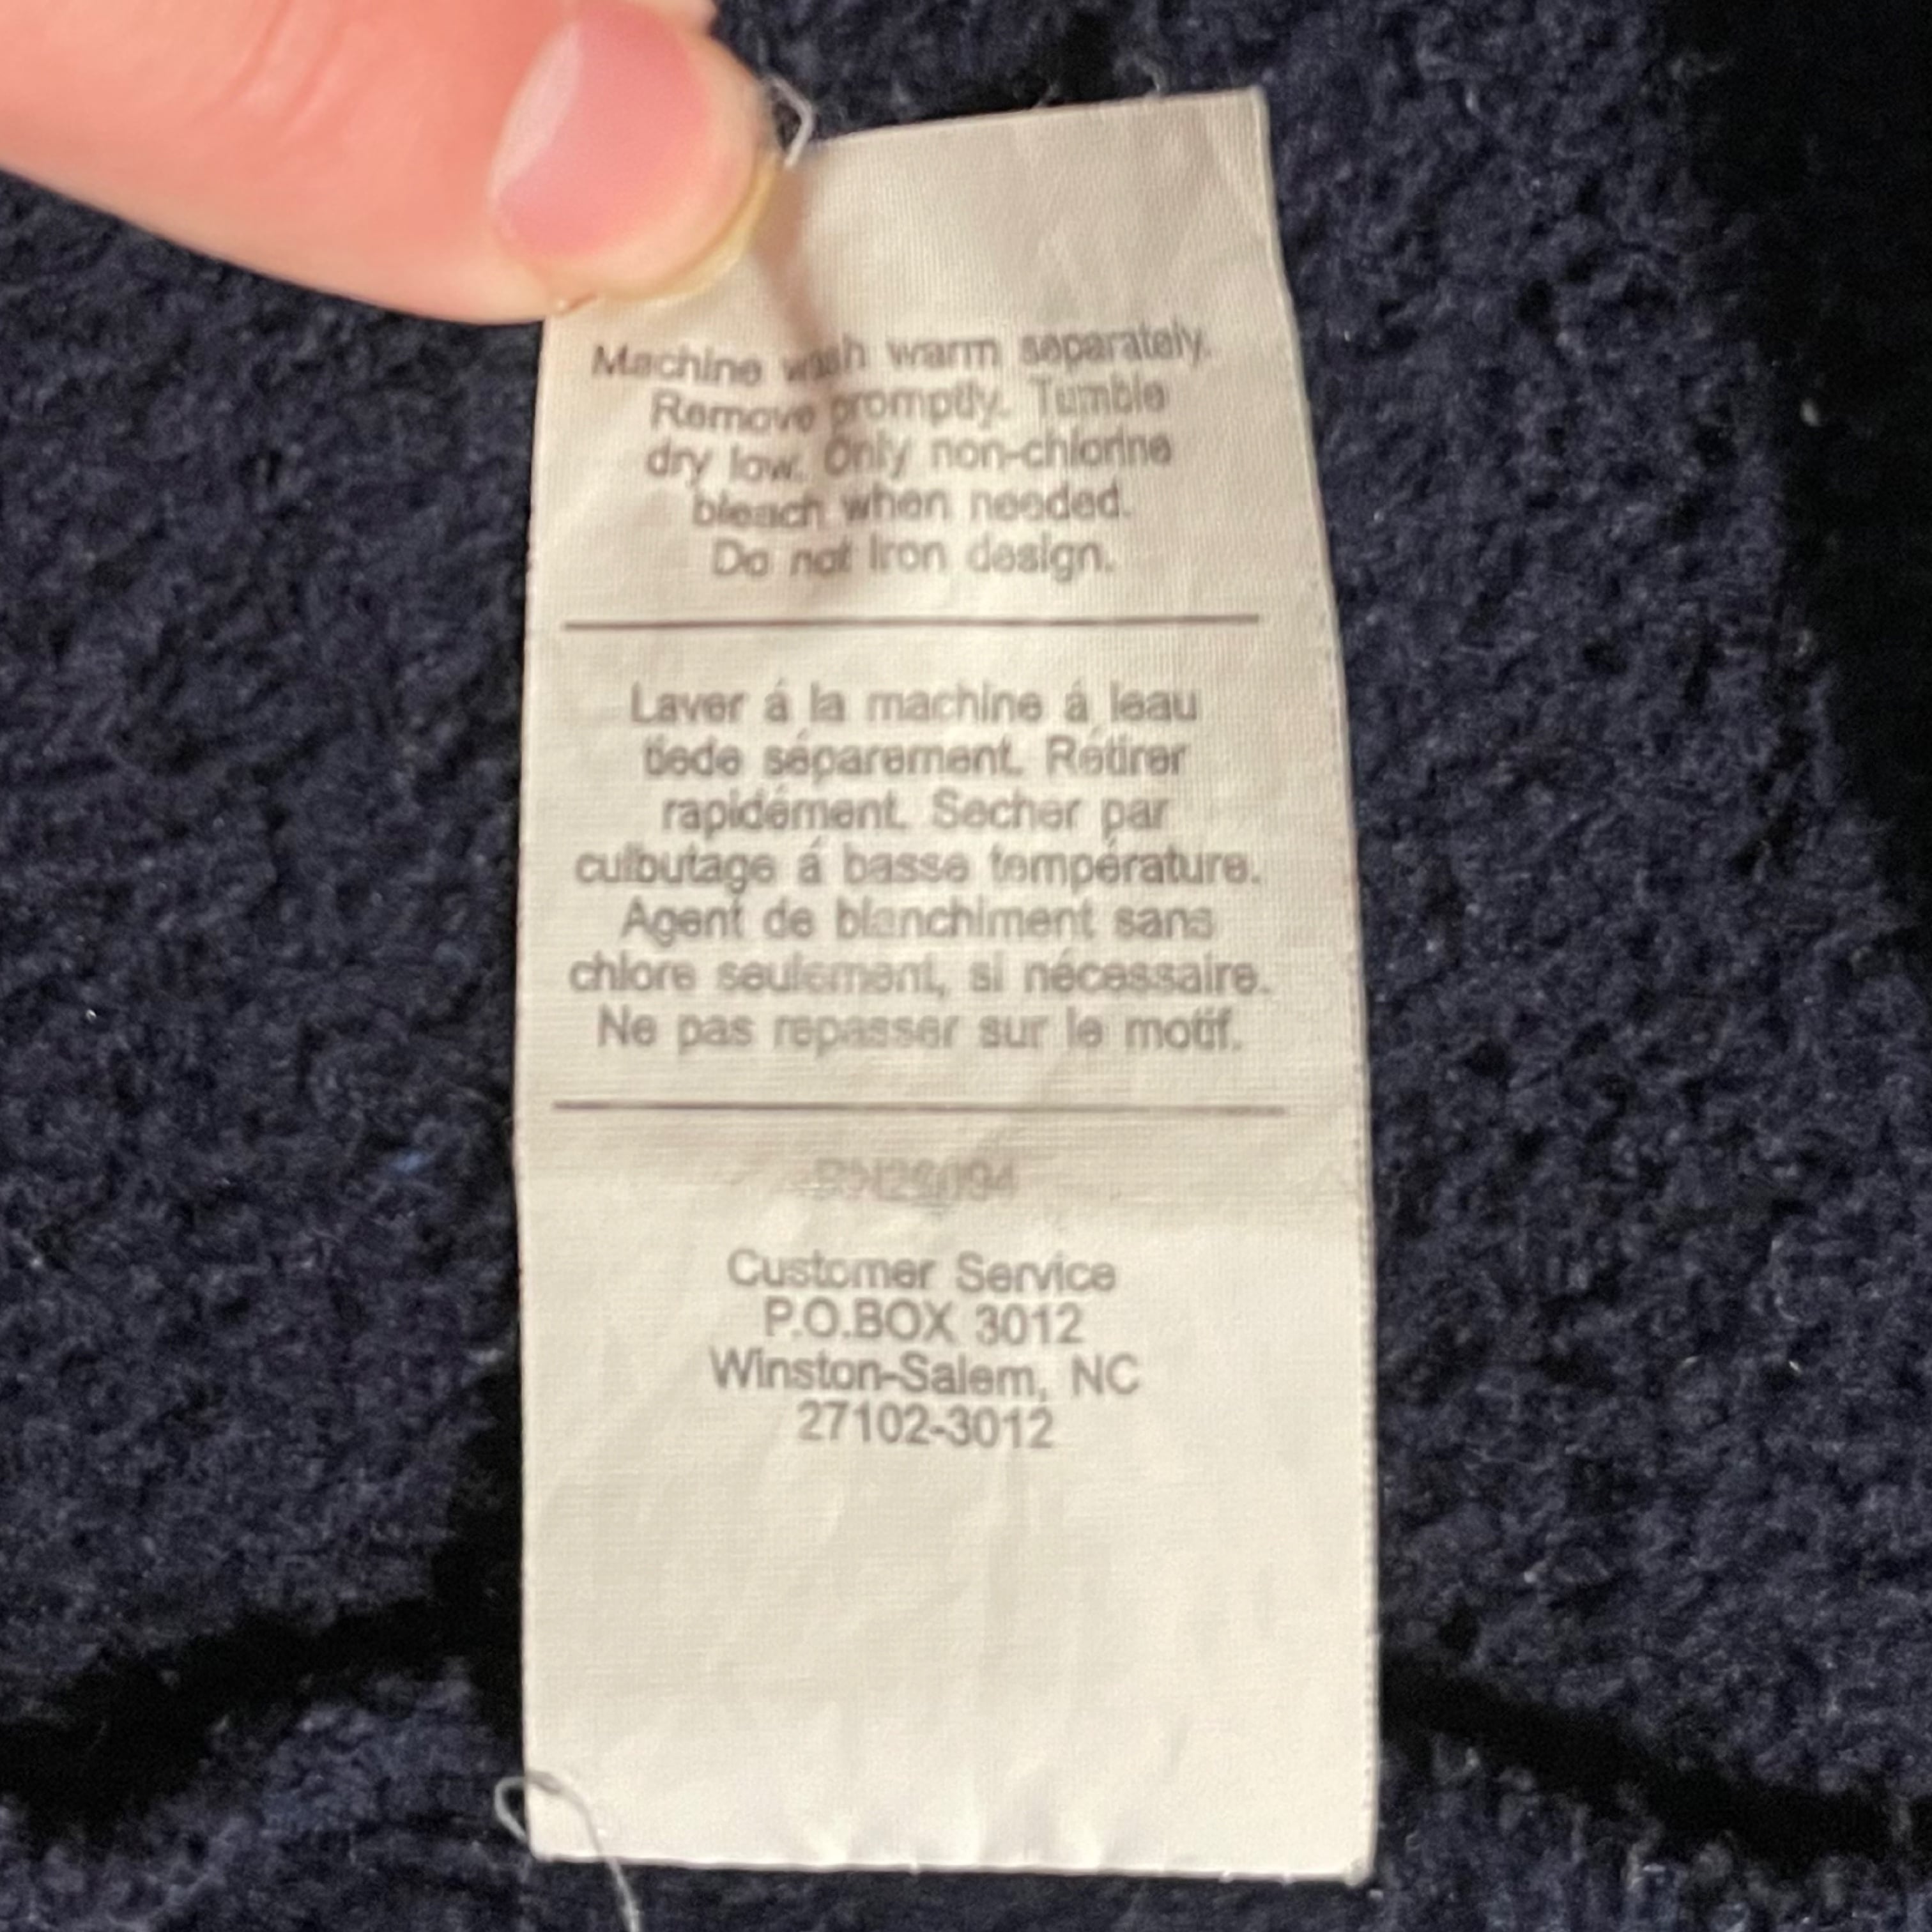 Machine wash warm separately.
Remove promptly. Tumble
dry low. Only non-chlorine
bleach when needed.
Do not iron design.
Laver á la machine á leau
tiede séparement. Rétirer
rapidément. Secher par
culbutage á basse température.
Agent de blanchiment sans
chlore seulement, si nécessaire.
Ne pas repasser sur le motif.
Customer Service
P.O.BOX 3012
Winston-Salem, NC
27102-3012